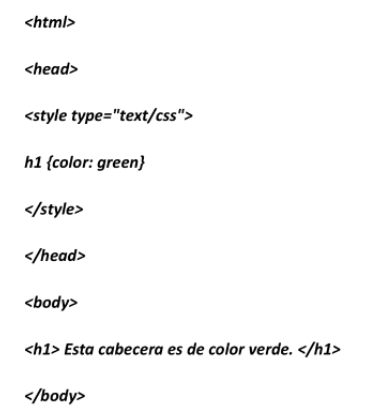 <html>
<head>
<style type="text/css">
h1 {color: green}
</style>
</head>
<body>
<h1> Esta cabecera es de color verde. </h1>
</body>